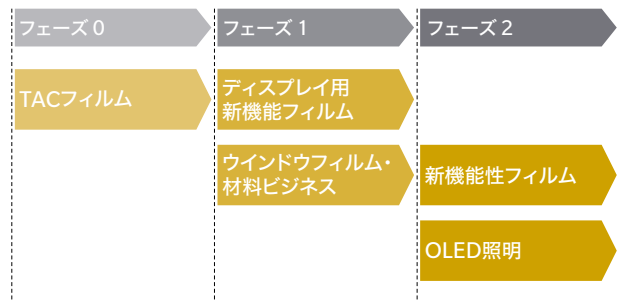 フェーズ 0
フェーズ 1
フェーズ 2
TACフィルム
ディスプレイ用
新機能フィルム
ウインドウフィルム・
材料ビジネス
新機能性フィルム
OLED照明